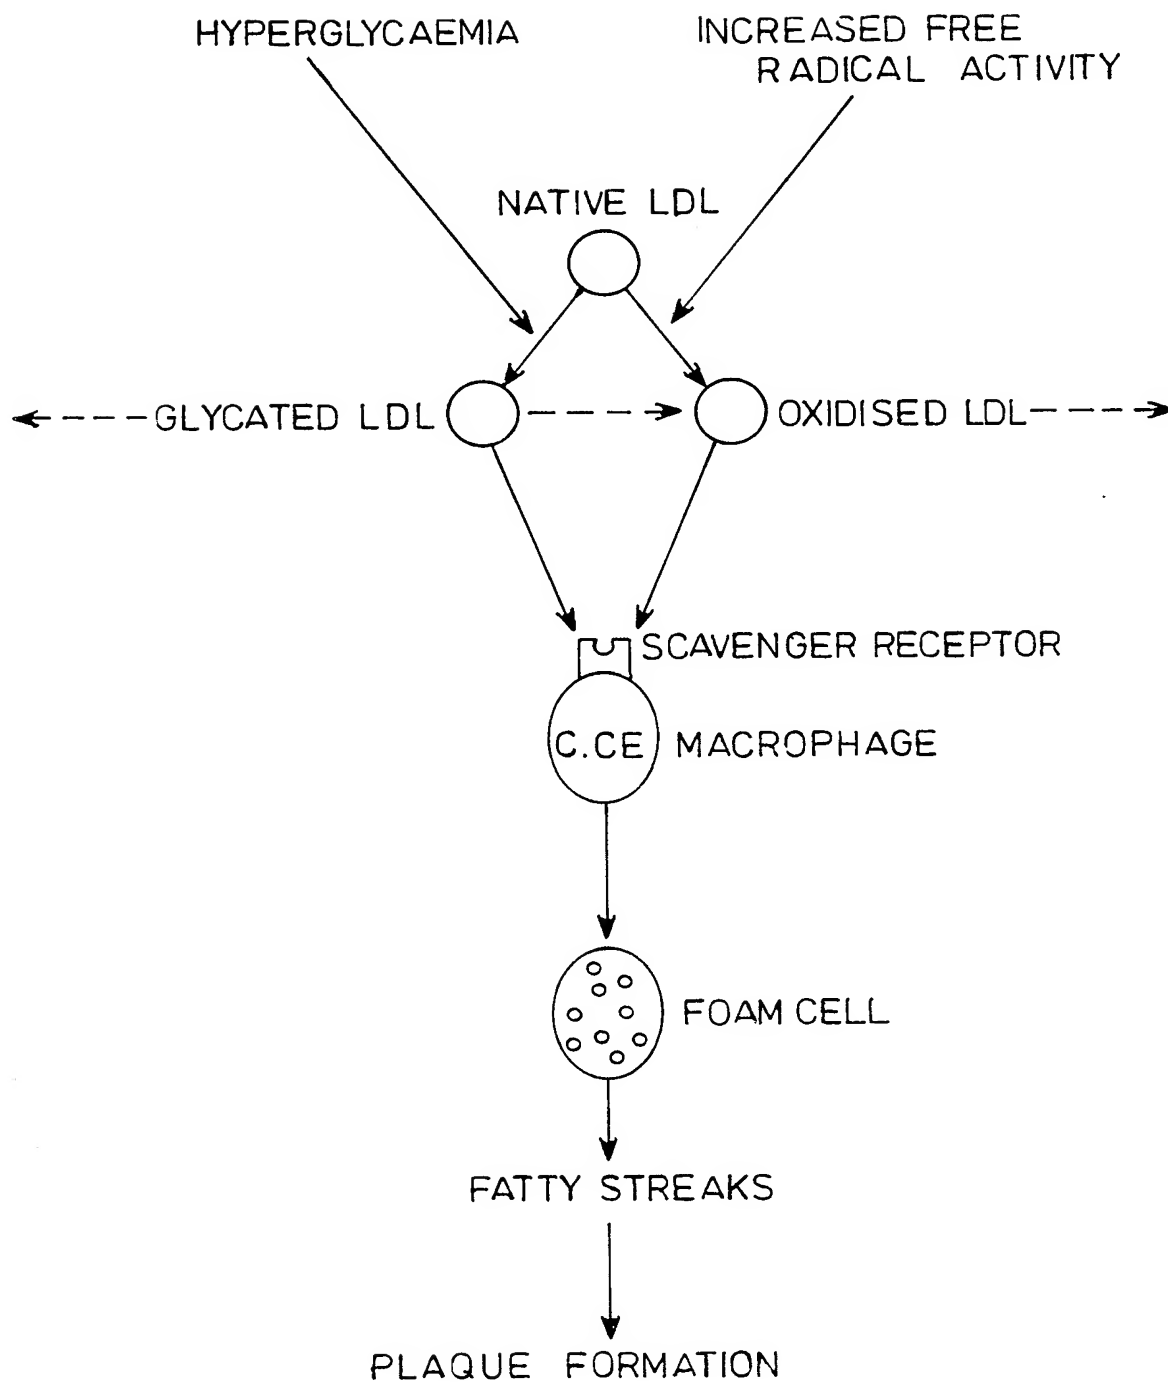 HYPERGLYCAEMIA
INCREASED FREE
RADICAL ACTIVITY
NATIVE LDL
GLYCATED LDL
OXIDISED LDL
SCAVENGER RECEPTOR
C.CE
MACROPHAGE
FOAM CELL
FATTY STREAKS
PLAQUE FORMATION